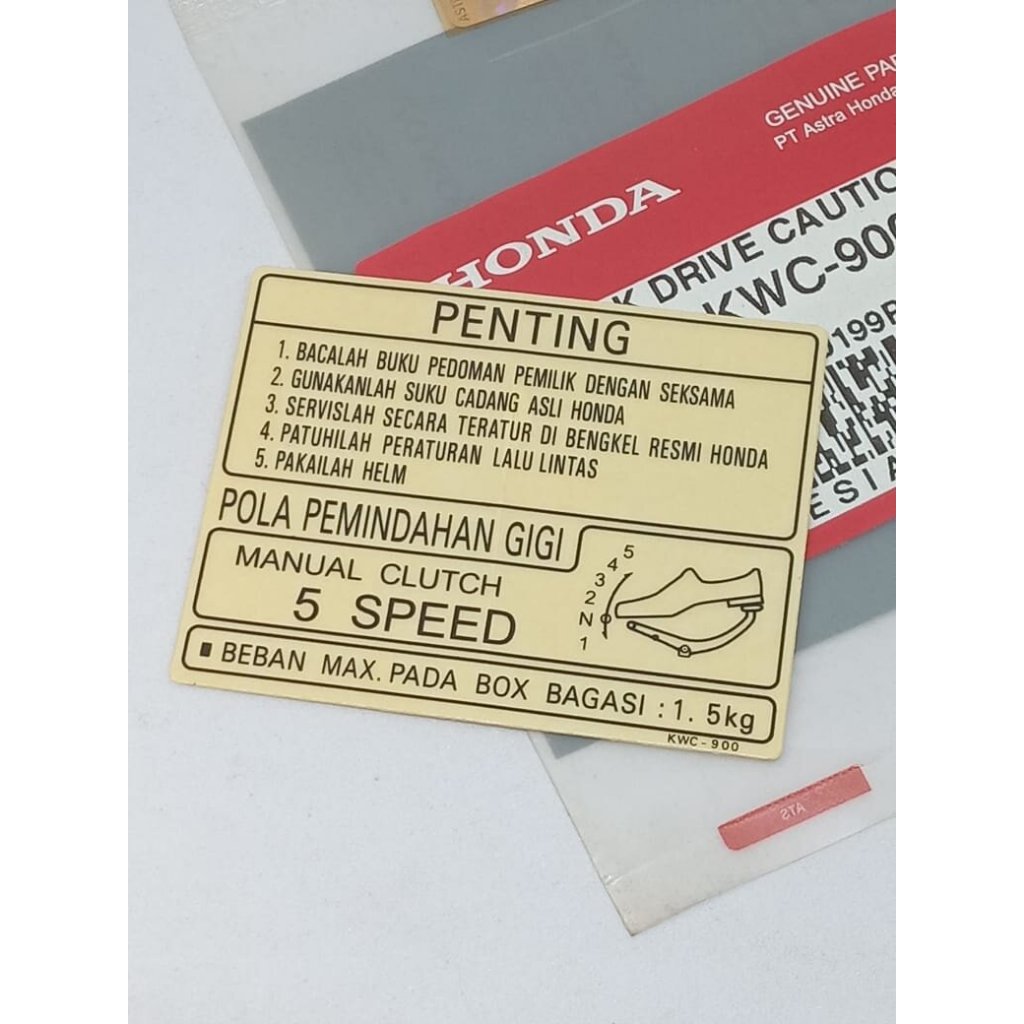 GENUINE
PT Astra Honda
HONDA
DRIVE
KWC-900
PENTING
1. BACALAH BUKU PEDOMAN PEMILIK DENGAN SEKSAMA
2. GUNAKANLAH SUKU CADANG ASLI HONDA
3. SERVISLAH SECARA TERATUR DI BENGKEL RESMI HONDA
4. PATUHILAH PERATURAN LALU LINTAS
5. PAKAILAH HELM
POLA PEMINDAHAN GIGI
MANUAL CLUTCH
5 SPEED
5
4
3
2
N
1
BEBAN MAX. PADA BOX BAGASI : 1.5kg
KWC-900
ATS